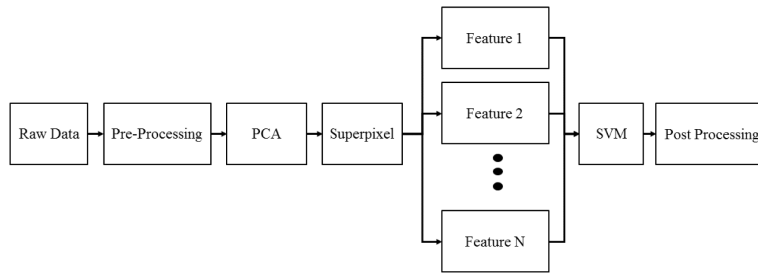 Raw Data
Pre-Processing
PCA
Superpixel
Feature 1
Feature 2
Feature N
SVM
Post Processing